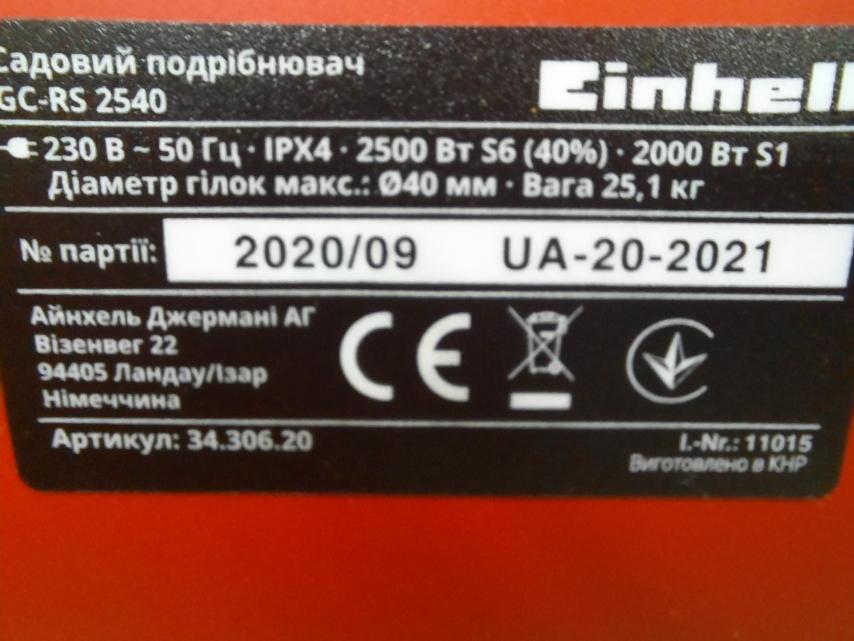 Садовий подрібнювач
GC-RS 2540
Einhell
230 В ~ 50 Гц · IPX4 · 2500 Вт S6 (40%) · 2000 Вт S1
Діаметр гілок макс.: Ø40 мм · Вага 25,1 кг
№ партії: 2020/09 UA-20-2021
Айнхель Джермані АГ
Візенвег 22
94405 Ландау/Ізар
Німеччина
CE
Артикул: 34.306.20
I.-Nr.: 11015
Виготовлено в КНР